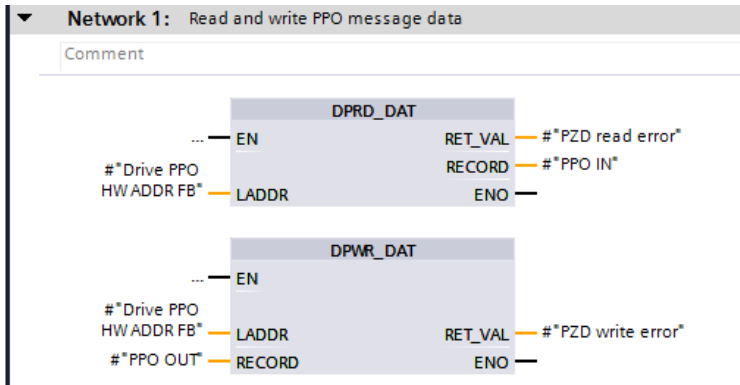 Network 1: Read and write PPO message data
Comment
DPRD_DAT
... EN RET_VAL #"PZD read error"
RECORD #"PPO IN"
#"Drive PPO
HW ADDR FB" LADDR ENO
DPWR_DAT
... EN
#"Drive PPO
HW ADDR FB" LADDR RET_VAL #"PZD write error"
#"PPO OUT" RECORD ENO